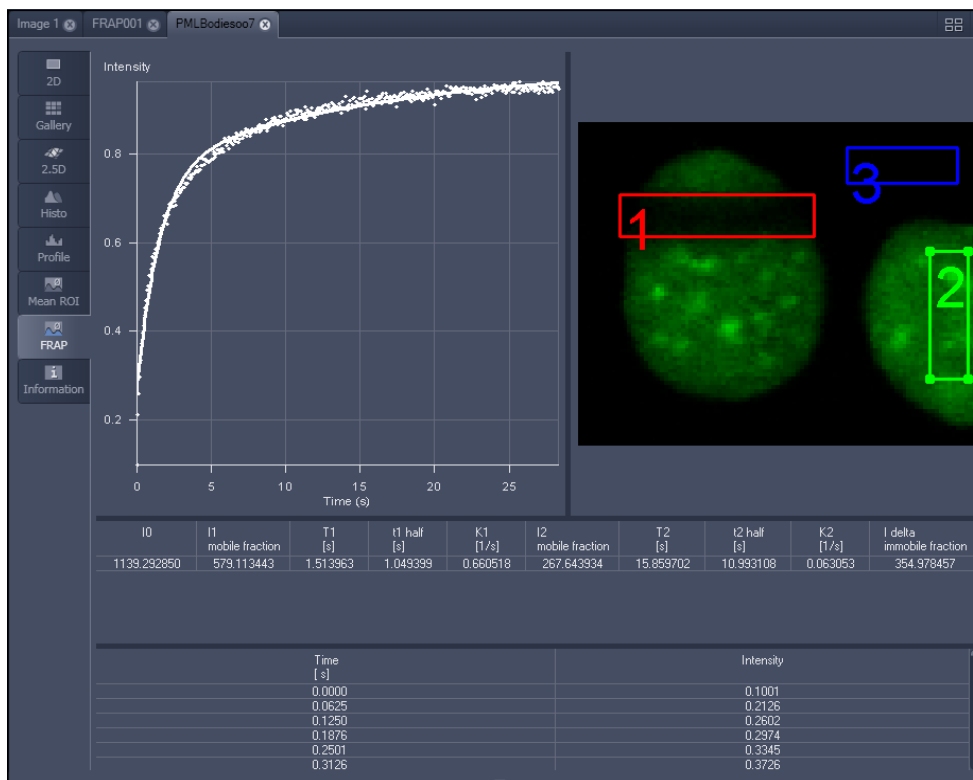 Image 1 FRAP001 PMLBodiesoo7
2D
Gallery
2.5D
Histo
Profile
Mean ROI
FRAP
Information
Intensity
0.8
0.6
0.4
0.2
0 5 10 15 20 25
Time (s)
1
2
3
I0 I1 T1 t1 half K1 I2 T2 t2 half K2 I delta
mobile fraction [s] [s] [1/s] mobile fraction [s] [s] [1/s] immobile fraction
1139.292850 579.113443 1.513963 1.049399 0.660518 267.643934 15.859702 10.993108 0.063053 354.978457
Time Intensity
[ s]
0.0000 0.1001
0.0625 0.2126
0.1250 0.2602
0.1876 0.2974
0.2501 0.3345
0.3126 0.3726